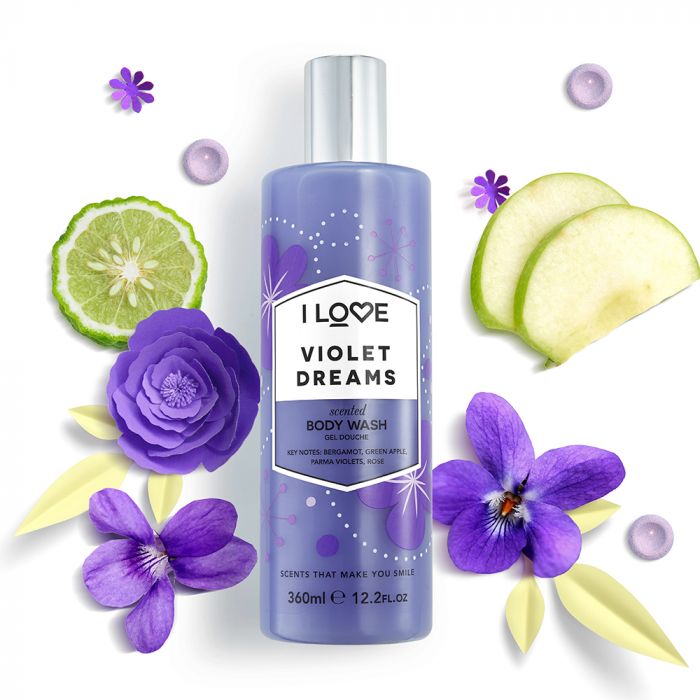 I LOVE
VIOLET
DREAMS
scented
BODY WASH
GEL DOUCHE
KEY NOTES: BERGAMOT, GREEN APPLE,
PARMA VIOLETS, ROSE
SCENTS THAT MAKE YOU SMILE
360ml ℮ 12.2FL.OZ